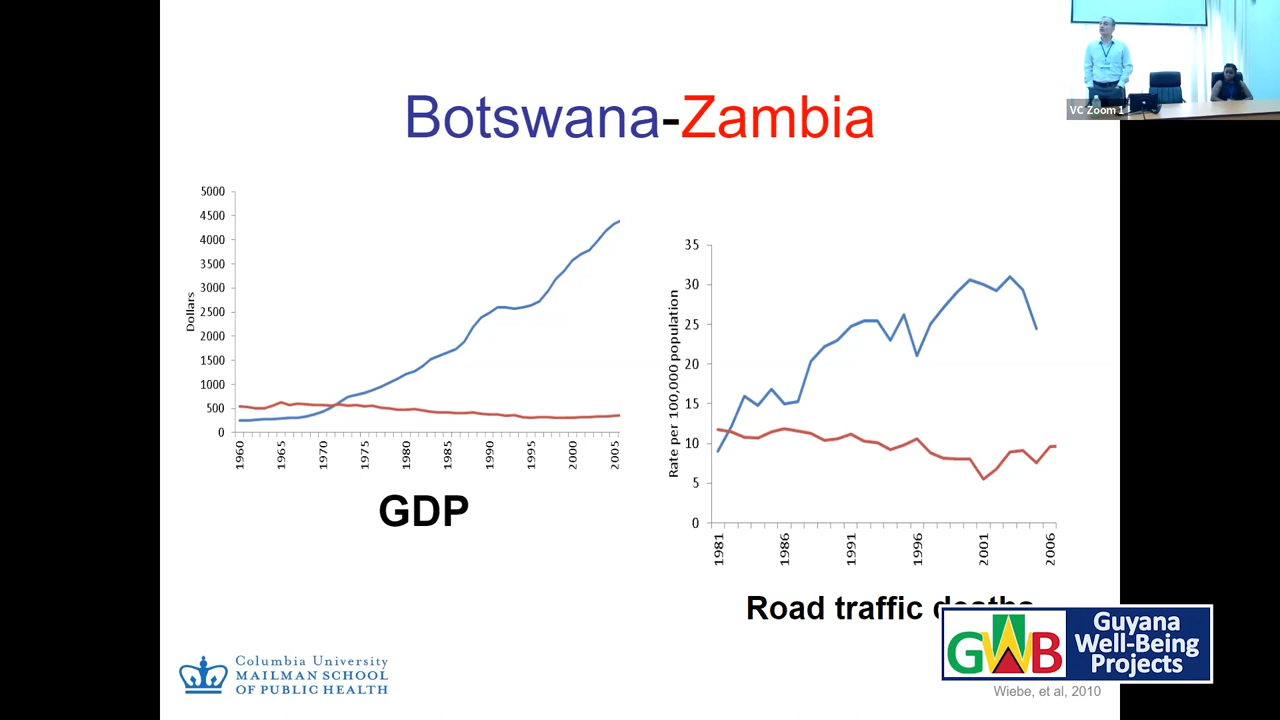 VC Zoom 1
Botswana-Zambia
5000
4500
4000
3500
3000
2500
2000
1500
1000
500
0
Dollars
1960
1965
1970
1975
1980
1985
1990
1995
2000
2005
GDP
35
30
25
20
15
10
5
0
Rate per 100,000 population
1981
1986
1991
1996
2001
2006
Road traffic deaths
GWB
Guyana
Well-Being
Projects
Columbia University
MAILMAN SCHOOL
OF PUBLIC HEALTH
Wiebe, et al, 2010